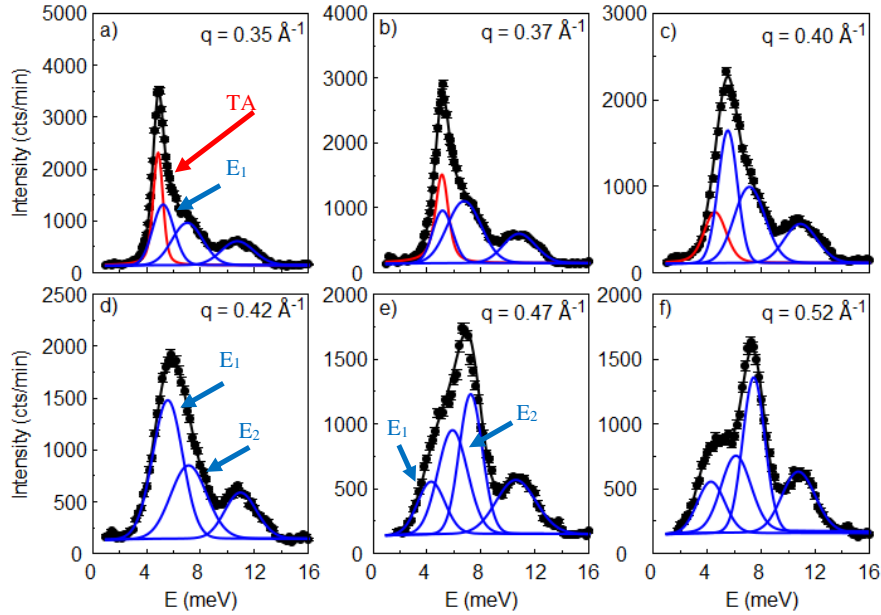 a) q = 0.35 Å-1
b) q = 0.37 Å-1
c) q = 0.40 Å-1
5000
4000
3000
2000
1000
0
Intensity (cts/min)
TA
E1
4000
3000
2000
1000
0
3000
2000
1000
0
d) q = 0.42 Å-1
e) q = 0.47 Å-1
f) q = 0.52 Å-1
2500
2000
1500
1000
500
0
Intensity (cts/min)
E1
E2
0 4 8 12 16
E (meV)
2000
1500
1000
500
0
E1
E2
0 4 8 12 16
E (meV)
2000
1500
1000
500
0
0 4 8 12 16
E (meV)